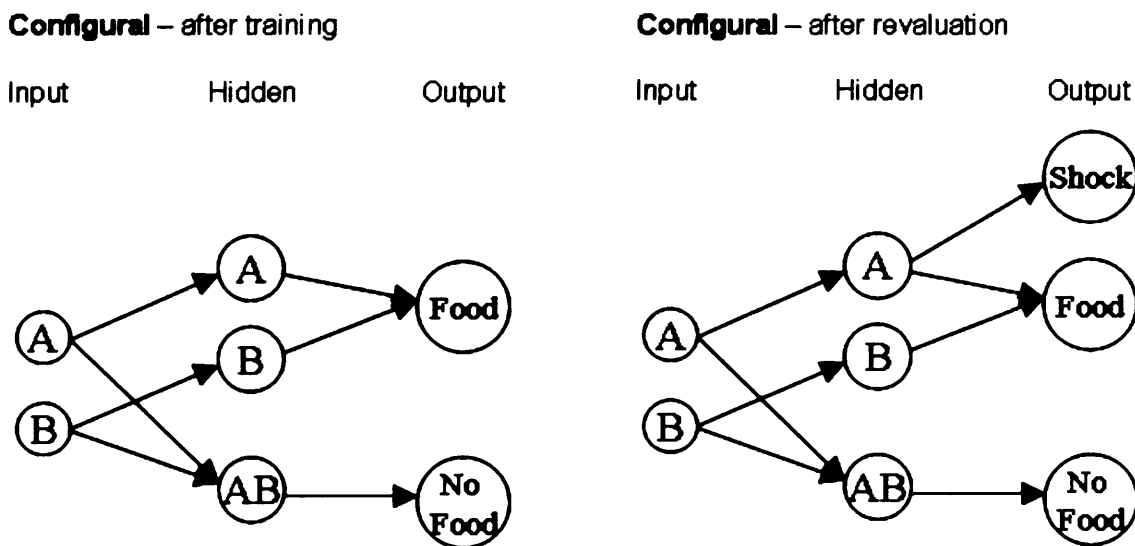 Configural – after training
Input Hidden Output
A
B
A
B
AB
Food
No
Food
Configural – after revaluation
Input Hidden Output
A
B
A
B
AB
Shock
Food
No
Food